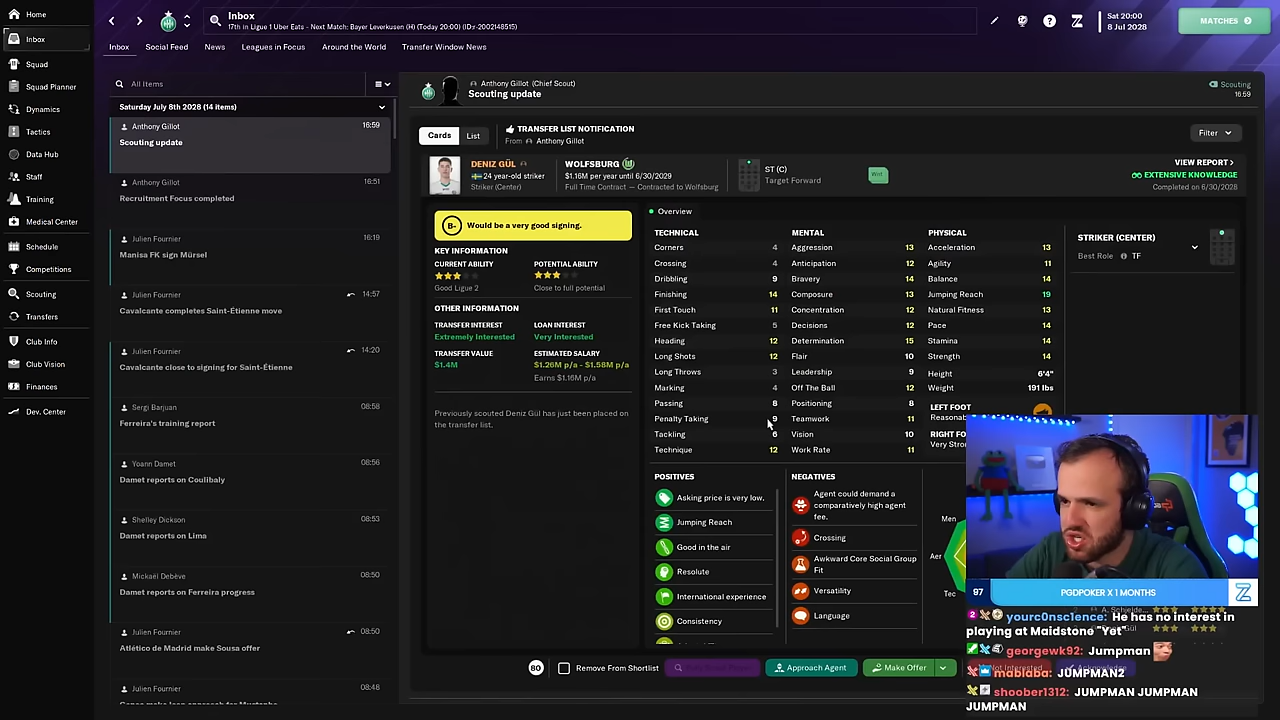 Home
Inbox
Squad
Squad Planner
Dynamics
Tactics
Data Hub
Staff
Training
Medical Center
Schedule
Competitions
Scouting
Transfers
Club Info
Club Vision
Finances
Dev. Center
Inbox
17th in Ligue 1 Uber Eats - Next Match: Bayer Leverkusen (H) (Today 20:00) (ID:r-2002148515)
Sat 20:00
8 Jul 2028
MATCHES
Inbox
Social Feed
News
Leagues in Focus
Around the World
Transfer Window News
All Items
Saturday July 8th 2028 (14 items)
Anthony Gillot 16:59
Scouting update
Anthony Gillot 16:51
Recruitment Focus completed
Julien Fournier 16:19
Manisa FK sign Mürsel
Julien Fournier 14:57
Cavalcante completes Saint-Étienne move
Julien Fournier 14:20
Cavalcante close to signing for Saint-Étienne
Sergi Barjuan 08:58
Ferreira's training report
Yoann Damet 08:56
Damet reports on Coulibaly
Shelley Dickson 08:53
Damet reports on Lima
Mickaël Debève 08:50
Damet reports on Ferreira progress
Julien Fournier 08:50
Atlético de Madrid make Sousa offer
Julien Fournier 08:48
Anthony Gillot (Chief Scout)
Scouting update
Scouting
16:59
Cards List
TRANSFER LIST NOTIFICATION
From Anthony Gillot
Filter
DENIZ GÜL
24 year-old striker
Striker (Center)
WOLFSBURG
$1.16M per year until 6/30/2029
Full Time Contract — Contracted to Wolfsburg
ST (C)
Target Forward
Wnt
VIEW REPORT >
EXTENSIVE KNOWLEDGE
Completed on 6/30/2028
B- Would be a very good signing.
KEY INFORMATION
CURRENT ABILITY
POTENTIAL ABILITY
Good Ligue 2
Close to full potential
OTHER INFORMATION
TRANSFER INTEREST
LOAN INTEREST
Extremely Interested
Very Interested
TRANSFER VALUE
ESTIMATED SALARY
$1.4M
$1.26M p/a - $1.58M p/a
Earns $1.16M p/a
Previously scouted Deniz Gül has just been placed on
the transfer list.
Overview
TECHNICAL
Corners 4
Crossing 4
Dribbling 9
Finishing 14
First Touch 11
Free Kick Taking 5
Heading 12
Long Shots 12
Long Throws 3
Marking 4
Passing 8
Penalty Taking 9
Tackling 6
Technique 12
MENTAL
Aggression 13
Anticipation 12
Bravery 14
Composure 13
Concentration 12
Decisions 12
Determination 15
Flair 10
Leadership 9
Off The Ball 12
Positioning 8
Teamwork 11
Vision 10
Work Rate 11
PHYSICAL
Acceleration 13
Agility 11
Balance 14
Jumping Reach 19
Natural Fitness 13
Pace 14
Stamina 14
Strength 14
Height 6'4"
Weight 191 lbs
LEFT FOOT
RIGHT
STRIKER (CENTER)
Best Role TF
POSITIVES
Asking price is very low.
Jumping Reach
Good in the air
Resolute
International experience
Consistency
NEGATIVES
Agent could demand a
comparatively high agent
fee.
Crossing
Awkward Core Social Group
Fit
Versatility
Language
Men
Aer
Tec
60
Remove From Shortlist
Approach Agent
Make Offer
97 PGDPOKER X 1 MONTHS
yourc0nsc1ence: He has no interest in
playing at Maidstone "Yet"
georgewk92: Jumpman
mablaba: JUMPMAN2
shoober1312: JUMPMAN JUMPMAN
JUMPMAN